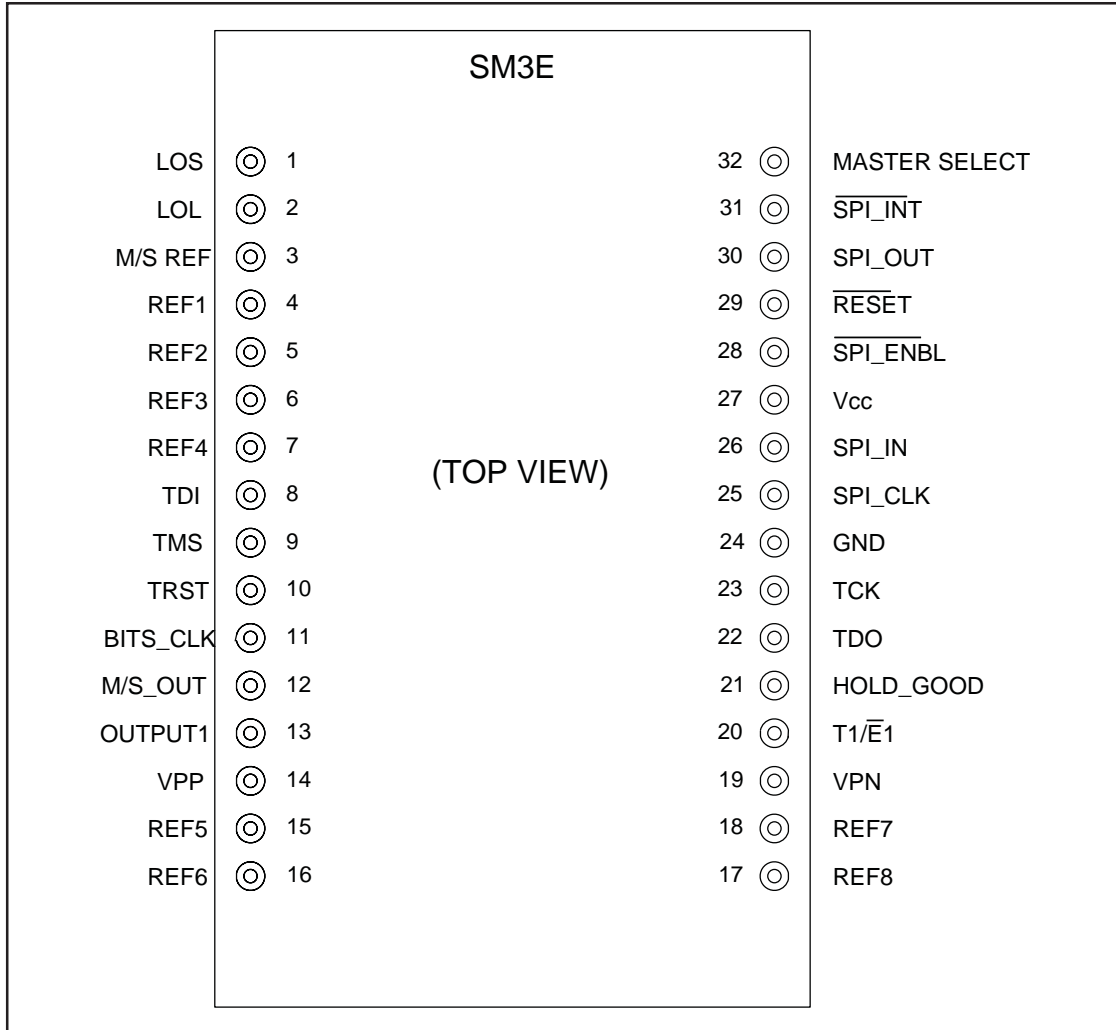 SM3E
LOS 1 32 MASTER SELECT
LOL 2 31 SPI_INT
M/S REF 3 30 SPI_OUT
REF1 4 29 RESET
REF2 5 28 SPI_ENBL
REF3 6 27 Vcc
REF4 7 26 SPI_IN
(TOP VIEW)
TDI 8 25 SPI_CLK
TMS 9 24 GND
TRST 10 23 TCK
BITS_CLK 11 22 TDO
M/S_OUT 12 21 HOLD_GOOD
OUTPUT1 13 20 T1/E̅1
VPP 14 19 VPN
REF5 15 18 REF7
REF6 16 17 REF8